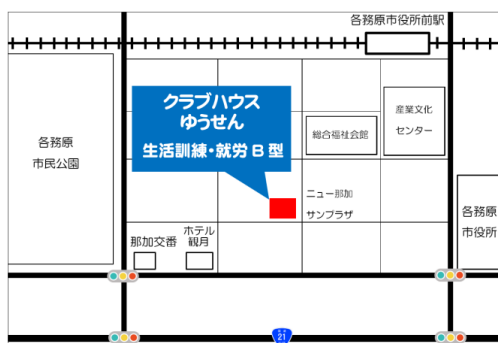 各務原市役所前駅
クラブハウス
ゆうせん
生活訓練・就労B型
産業文化
センター
総合福祉会館
各務原
市民公園
ニュー那加
サンプラザ
各務原
市役所
那加交番
ホテル
観月
21